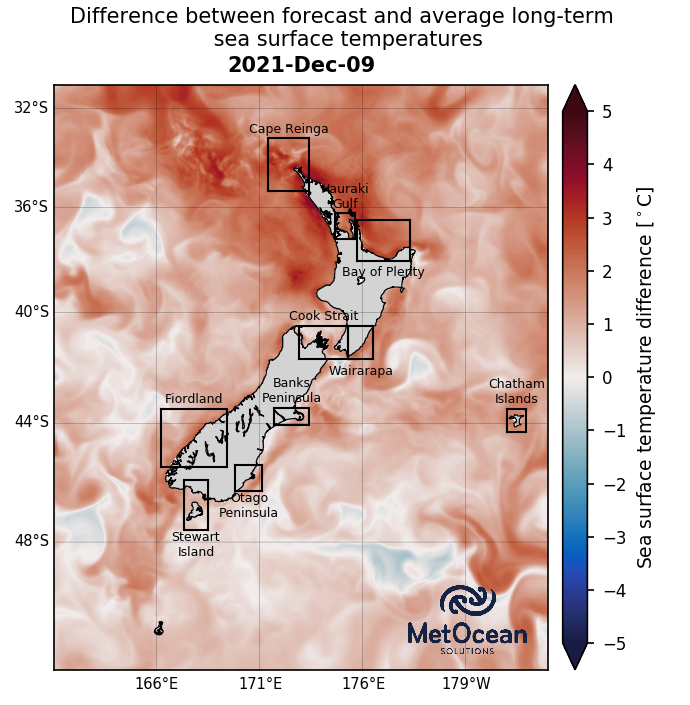 Difference between forecast and average long-term
sea surface temperatures
2021-Dec-09
32°S
36°S
40°S
44°S
48°S
166°E
171°E
176°E
179°W
Cape Reinga
Hauraki
Gulf
Bay of Plenty
Cook Strait
Wairarapa
Banks
Peninsula
Fiordland
Chatham
Islands
Otago
Peninsula
Stewart
Island
MetOcean
SOLUTIONS
5
4
3
2
1
0
−1
−2
−3
−4
−5
Sea surface temperature difference [°C]